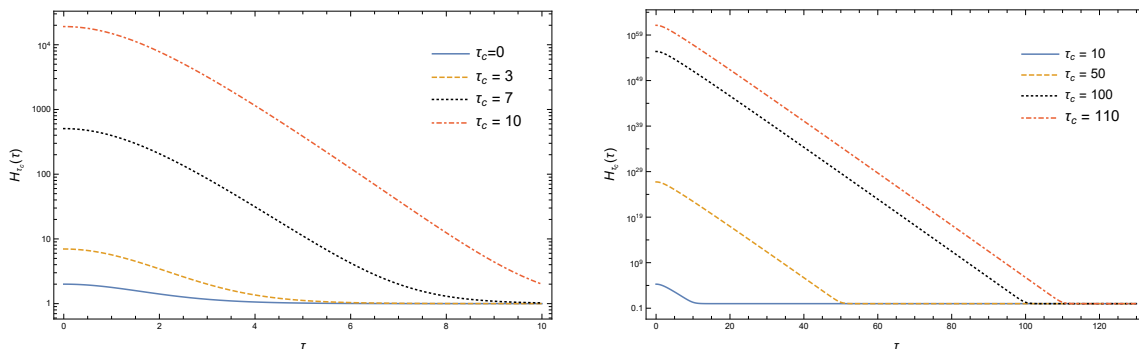 10⁴
1000
100
10
1
H_{τ_c}(τ)
0 2 4 6 8 10
τ
τ_c=0
τ_c = 3
τ_c = 7
τ_c = 10
10⁵⁹
10⁴⁹
10³⁹
10²⁹
10¹⁹
10⁹
0.1
H_{τ_c}(τ)
0 20 40 60 80 100 120
τ
τ_c = 10
τ_c = 50
τ_c = 100
τ_c = 110